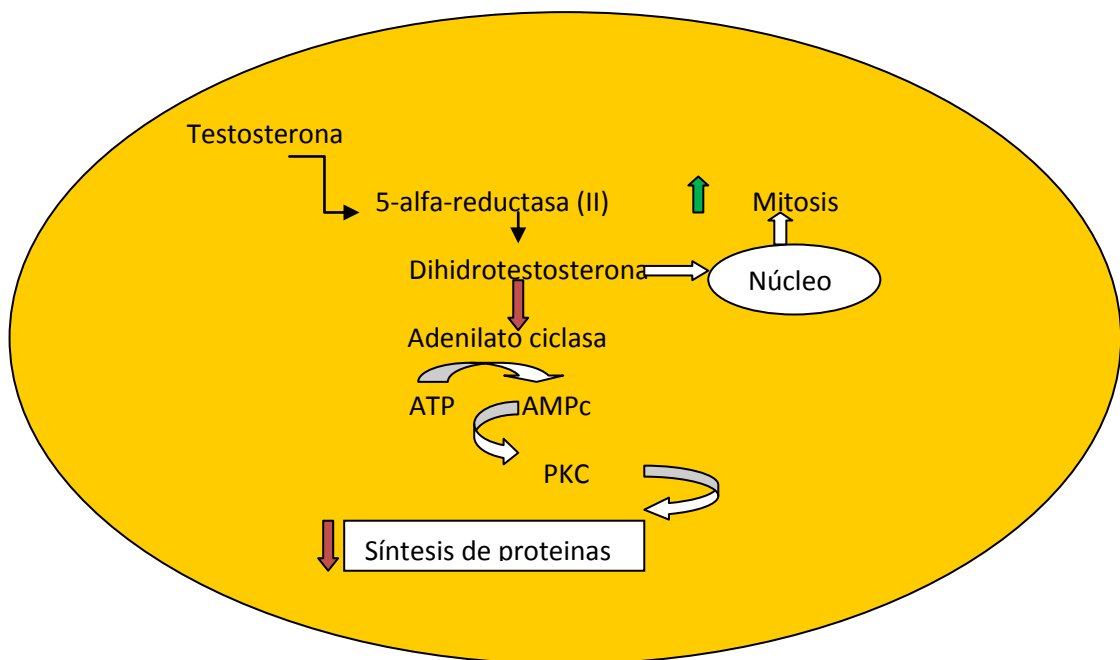 Testosterona
5-alfa-reductasa (II)
Mitosis
Dihidrotestosterona
Núcleo
Adenilato ciclasa
ATP
AMPc
PKC
Síntesis de proteinas